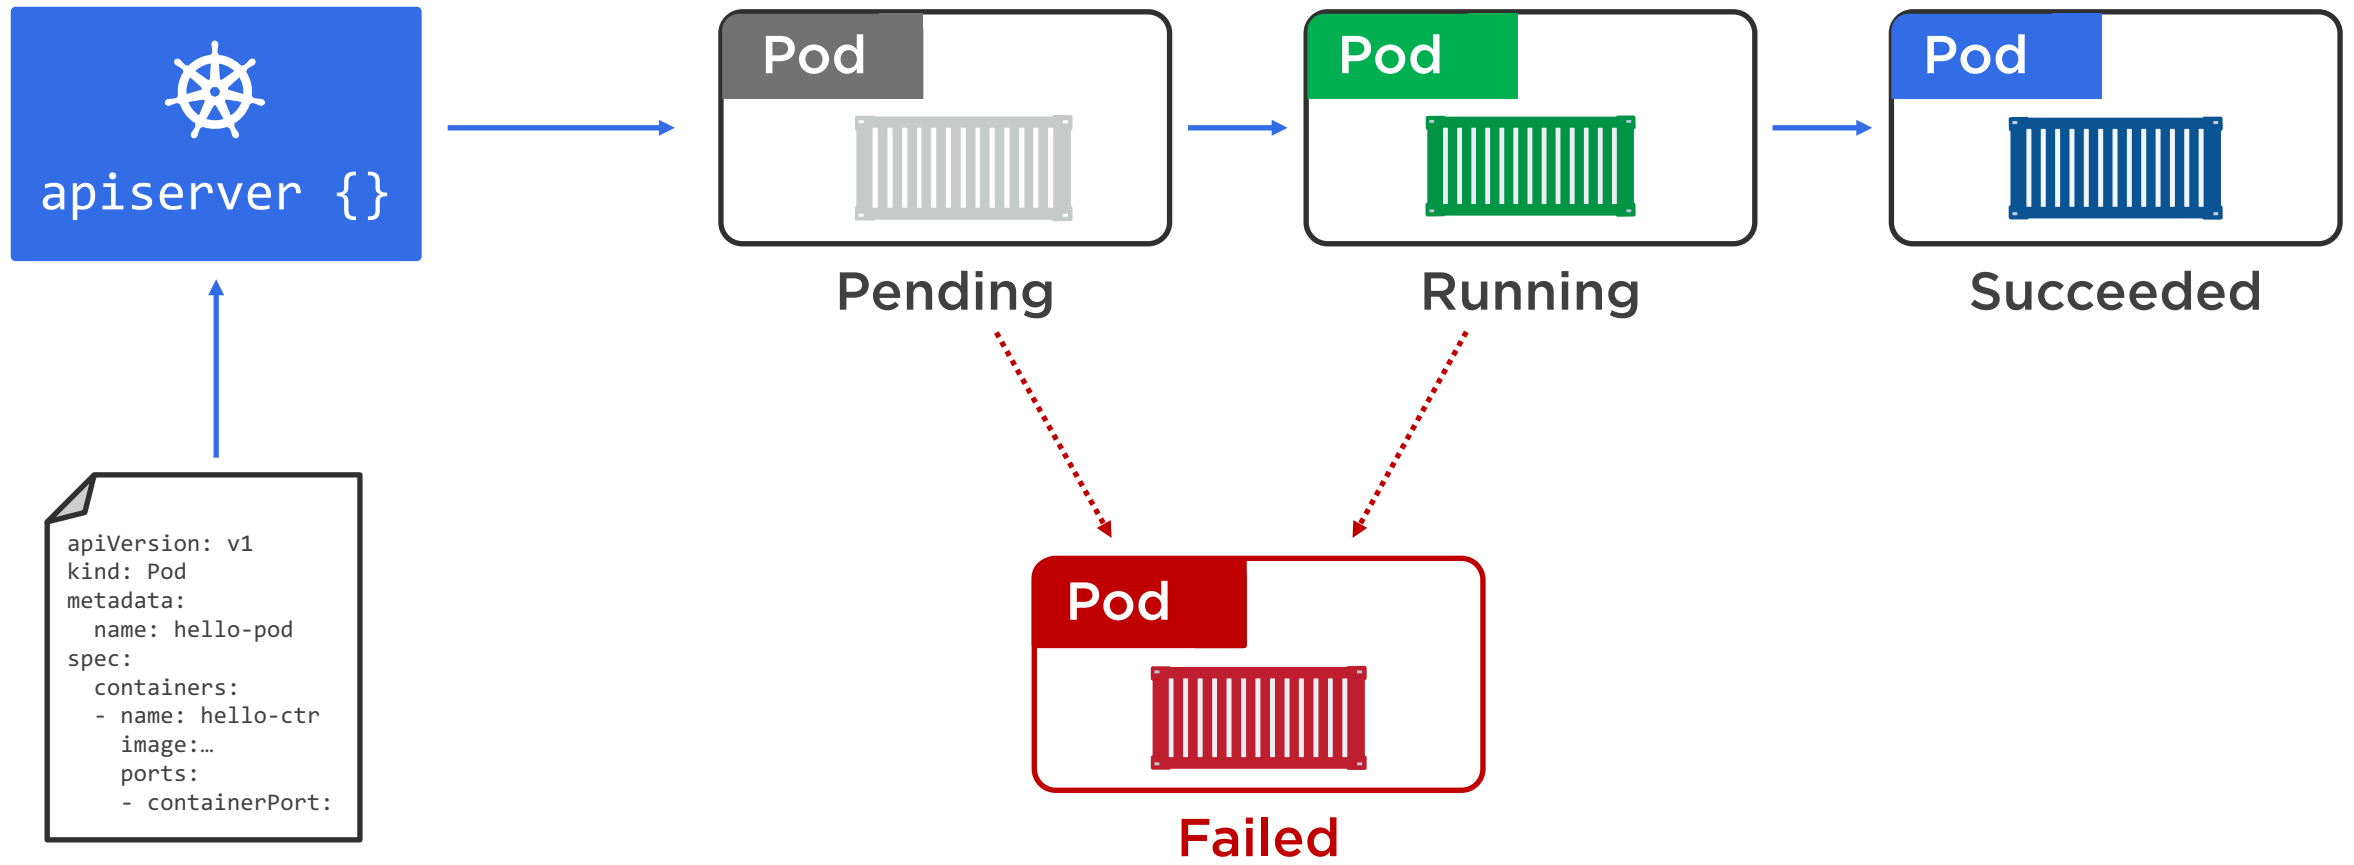 apiserver {}
Pod
Pending
Pod
Running
Pod
Succeeded
apiVersion: v1
kind: Pod
metadata:
  name: hello-pod
spec:
  containers:
  - name: hello-ctr
    image:…
    ports:
    - containerPort:
Pod
Failed